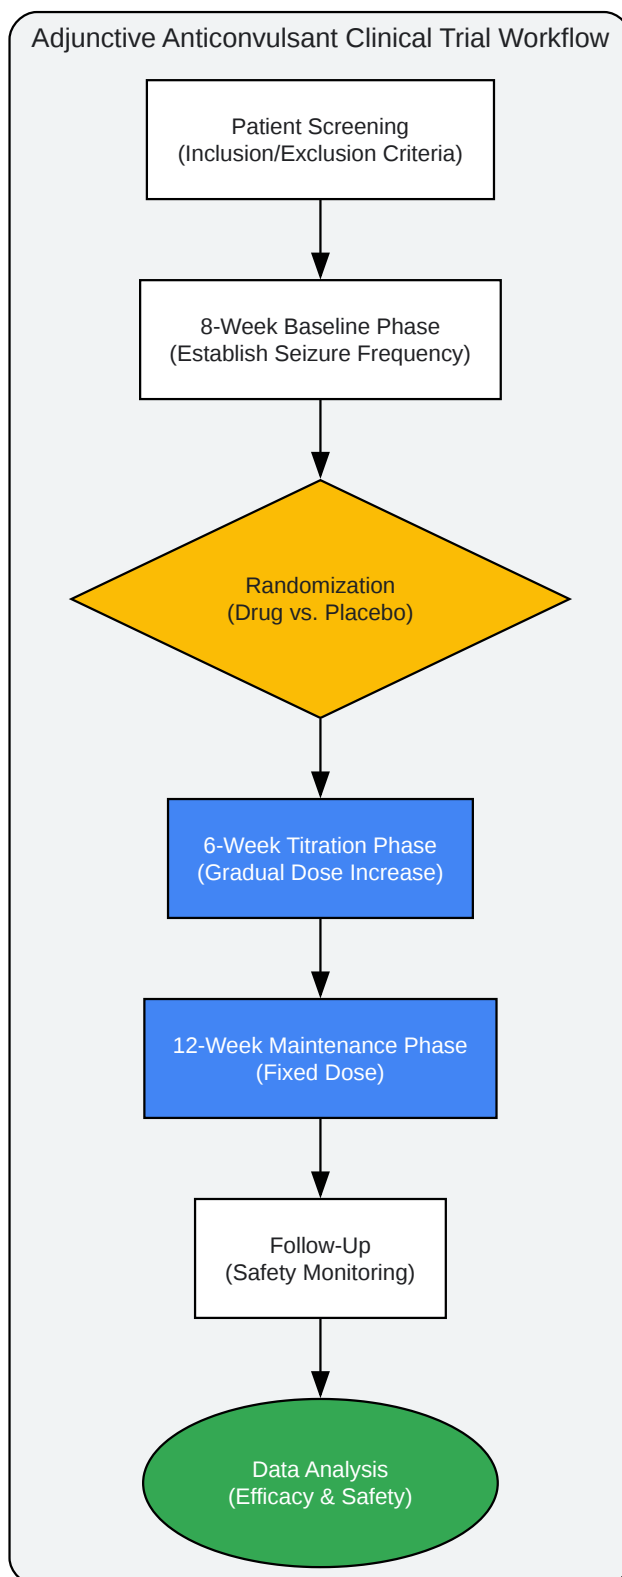 Adjunctive Anticonvulsant Clinical Trial Workflow
Patient Screening
(Inclusion/Exclusion Criteria)
8-Week Baseline Phase
(Establish Seizure Frequency)
Randomization
(Drug vs. Placebo)
6-Week Titration Phase
(Gradual Dose Increase)
12-Week Maintenance Phase
(Fixed Dose)
Follow-Up
(Safety Monitoring)
Data Analysis
(Efficacy & Safety)